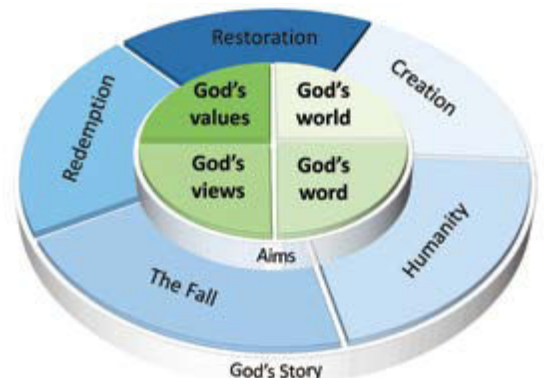 Restoration
Creation
Humanity
The Fall
Redemption
God's
values
God's
world
God's
views
God's
word
Aims
God's Story